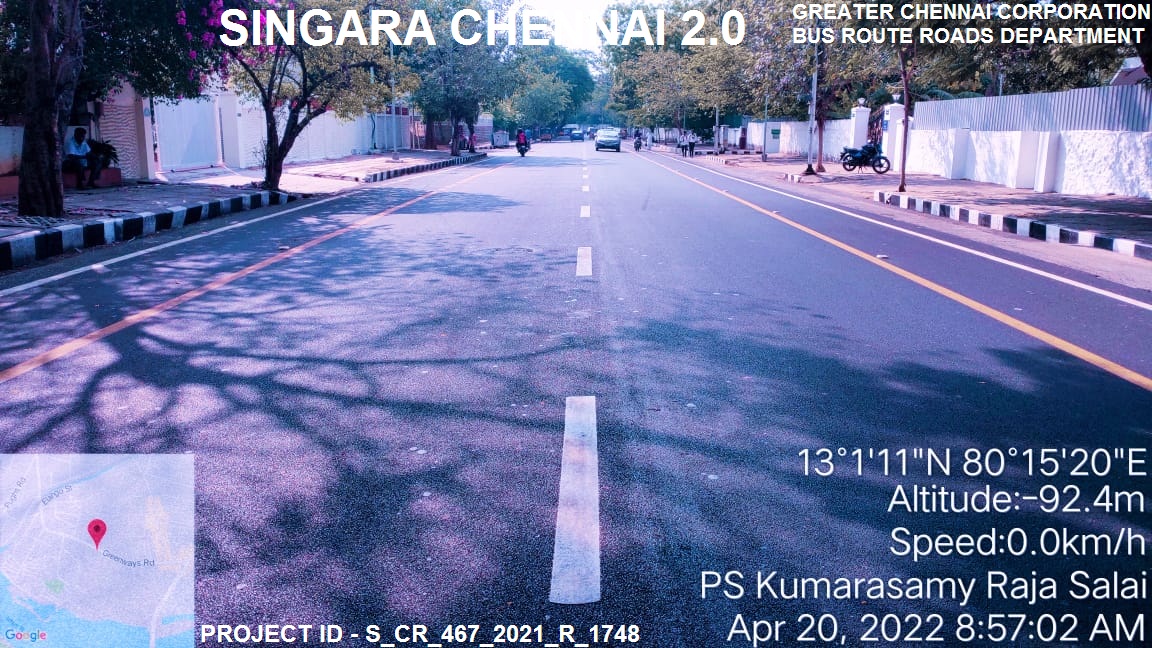 SINGARA CHENNAI 2.0
GREATER CHENNAI CORPORATION
BUS ROUTE ROADS DEPARTMENT
13°1'11"N 80°15'20"E
Altitude:-92.4m
Speed:0.0km/h
PS Kumarasamy Raja Salai
Apr 20, 2022 8:57:02 AM
Pughs Rd
Greenways Rd
Google
PROJECT ID - S_CR_467_2021_R_1748